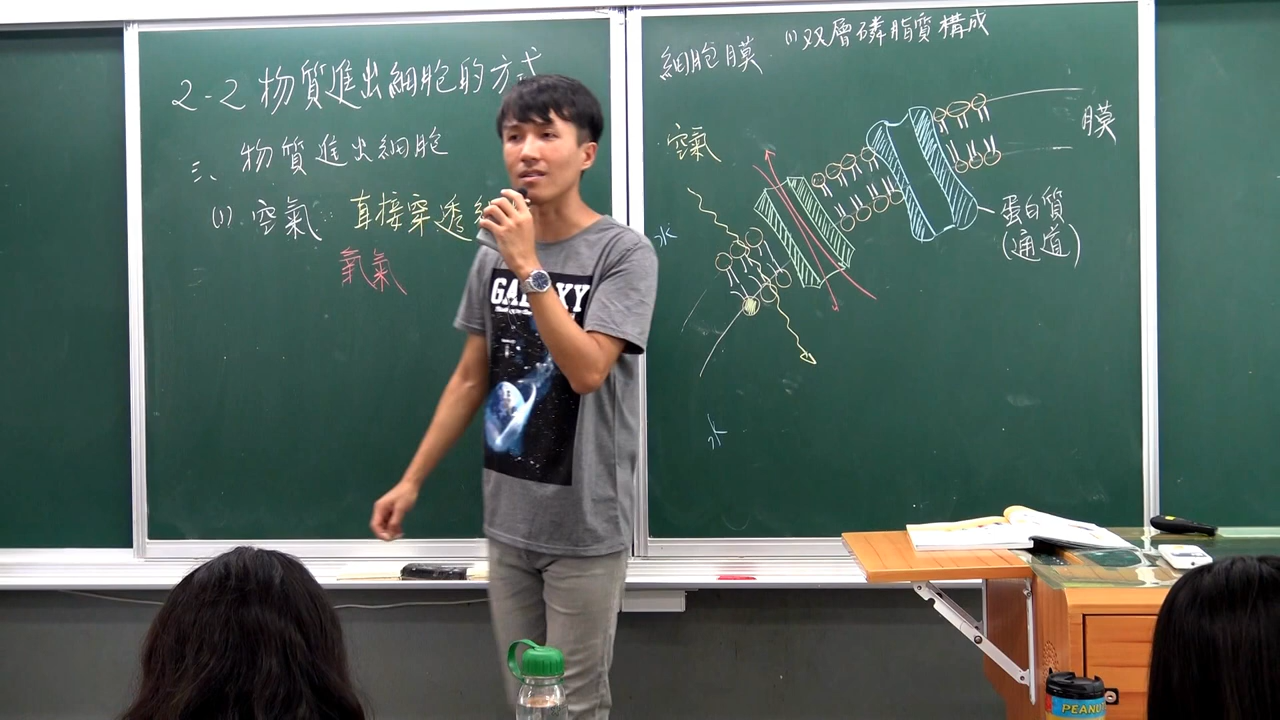 2-2 物質進出細胞的方式
三、物質進出細胞
(1) 空氣:直接穿透
氧氣
細胞膜 (1) 双層磷脂質構成
空氣
膜
水
蛋白質
(通道)
水
GALAXY
PEANU